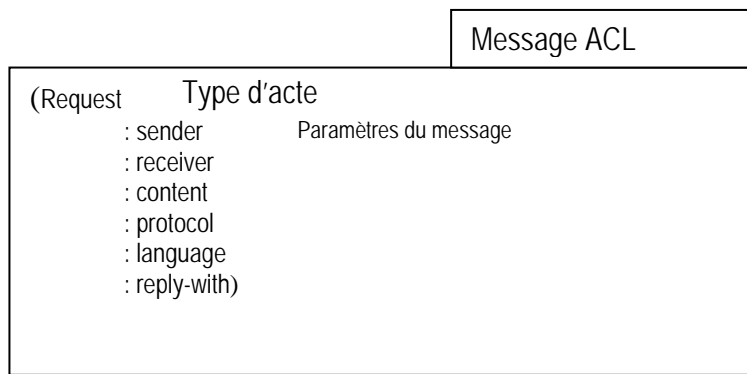 Message ACL
(Request Type d'acte
: sender Paramètres du message
: receiver
: content
: protocol
: language
: reply-with)